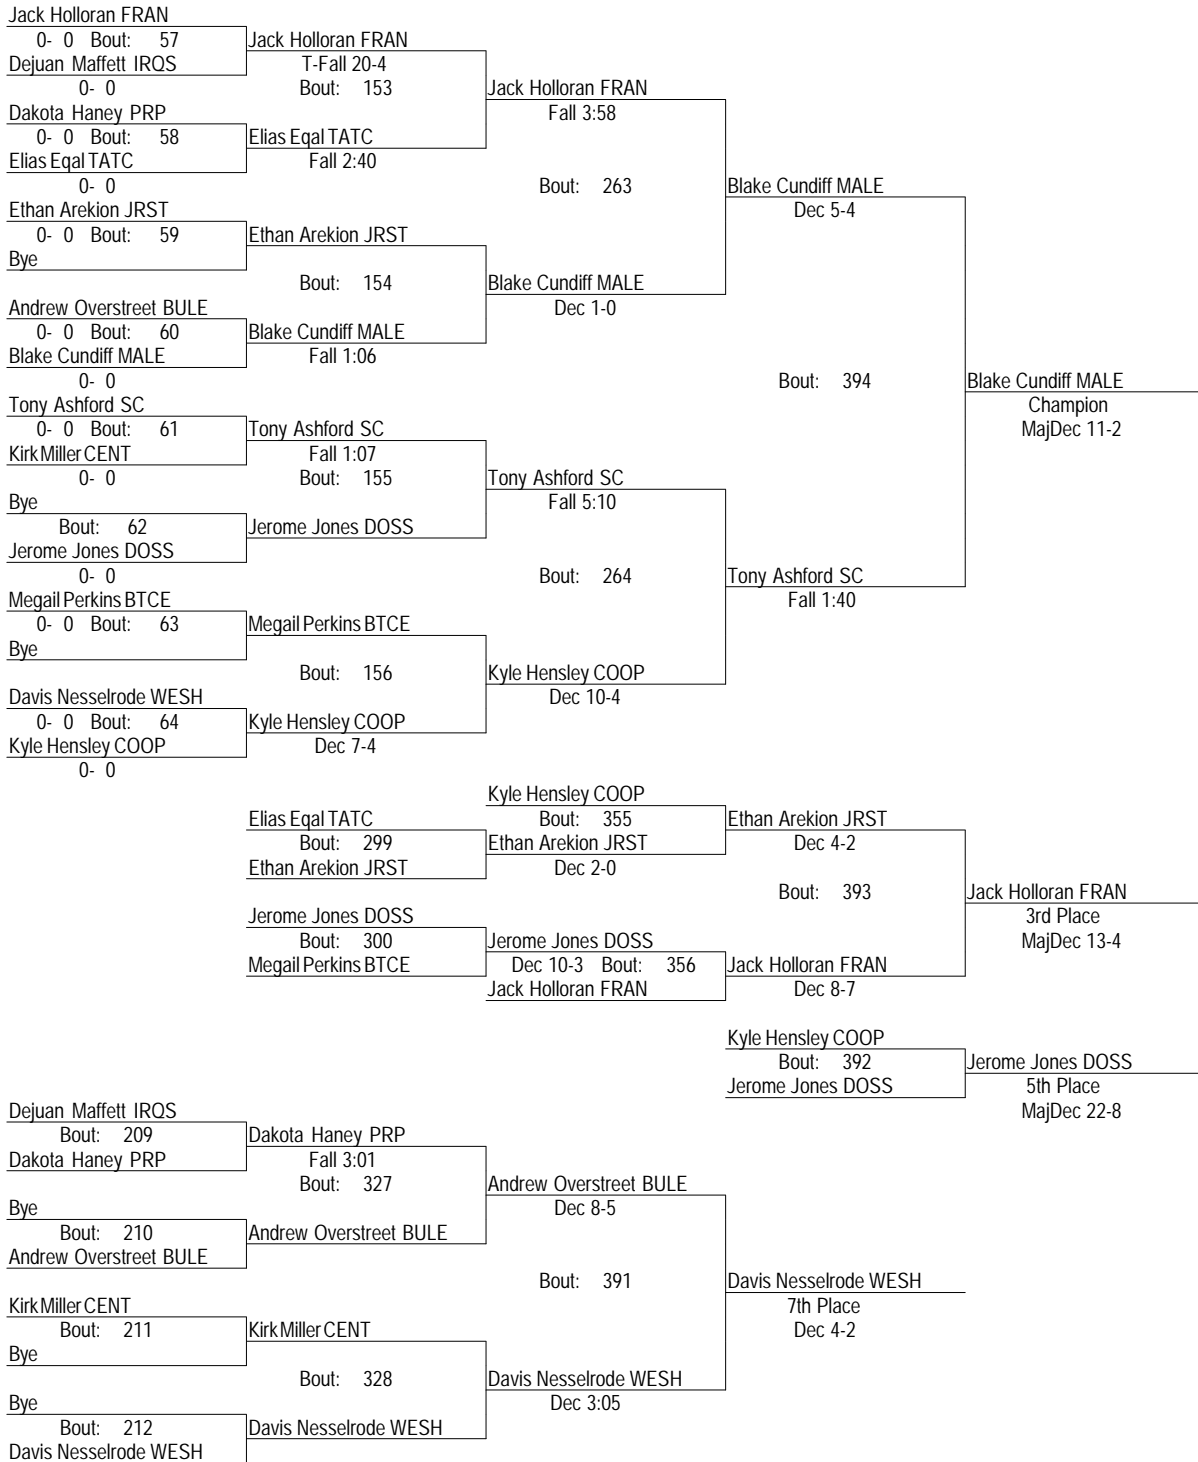 Jack Holloran FRAN
0- 0 Bout: 57 Jack Holloran FRAN
Dejuan Maffett IRQS T-Fall 20-4
0- 0 Bout: 153 Jack Holloran FRAN
Dakota Haney PRP Fall 3:58
0- 0 Bout: 58 Elias Eqal TATC
Elias Eqal TATC Fall 2:40
0- 0 Bout: 263 Blake Cundiff MALE
Ethan Arekion JRST Dec 5-4
0- 0 Bout: 59 Ethan Arekion JRST
Bye
Bout: 154 Blake Cundiff MALE
Andrew Overstreet BULE Dec 1-0
0- 0 Bout: 60 Blake Cundiff MALE
Blake Cundiff MALE Fall 1:06
0- 0 Bout: 394 Blake Cundiff MALE
Tony Ashford SC Champion
0- 0 Bout: 61 Tony Ashford SC MajDec 11-2
Kirk Miller CENT Fall 1:07
0- 0 Bout: 155 Tony Ashford SC
Bye Fall 5:10
Bout: 62 Jerome Jones DOSS
Jerome Jones DOSS
0- 0 Bout: 264 Tony Ashford SC
Megail Perkins BTCE Fall 1:40
0- 0 Bout: 63 Megail Perkins BTCE
Bye
Bout: 156 Kyle Hensley COOP
Davis Nesselrode WESH Dec 10-4
0- 0 Bout: 64 Kyle Hensley COOP
Kyle Hensley COOP Dec 7-4
0- 0
Kyle Hensley COOP
Elias Eqal TATC Bout: 355 Ethan Arekion JRST
Bout: 299 Ethan Arekion JRST Dec 4-2
Ethan Arekion JRST Dec 2-0
Bout: 393 Jack Holloran FRAN
Jerome Jones DOSS 3rd Place
Bout: 300 Jerome Jones DOSS MajDec 13-4
Megail Perkins BTCE Dec 10-3 Bout: 356 Jack Holloran FRAN
Jack Holloran FRAN Dec 8-7
Kyle Hensley COOP
Bout: 392 Jerome Jones DOSS
Jerome Jones DOSS 5th Place
Dejuan Maffett IRQS MajDec 22-8
Bout: 209 Dakota Haney PRP
Dakota Haney PRP Fall 3:01
Bout: 327 Andrew Overstreet BULE
Bye Dec 8-5
Bout: 210 Andrew Overstreet BULE
Andrew Overstreet BULE
Bout: 391 Davis Nesselrode WESH
Kirk Miller CENT 7th Place
Bout: 211 Kirk Miller CENT Dec 4-2
Bye
Bout: 328 Davis Nesselrode WESH
Bye Dec 3:05
Bout: 212 Davis Nesselrode WESH
Davis Nesselrode WESH